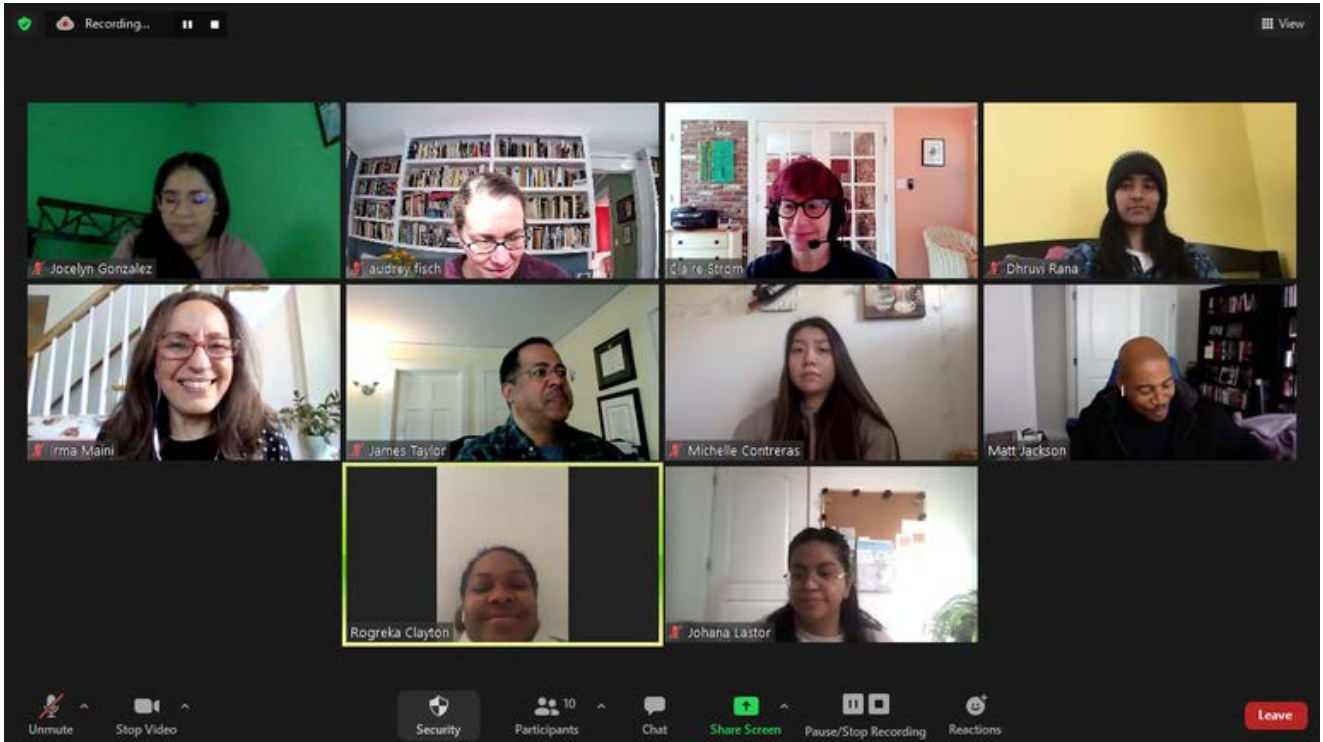 Recording...
View
Jocelyn Gonzalez
audrey fisch
Claire Strom
Dhruvi Rana
Irma Maini
James Taylor
Michelle Contreras
Matt Jackson
Rogreka Clayton
Johana Lastor
10
Unmute
Stop Video
Security
Participants
Chat
Share Screen
Pause/Stop Recording
Reactions
Leave